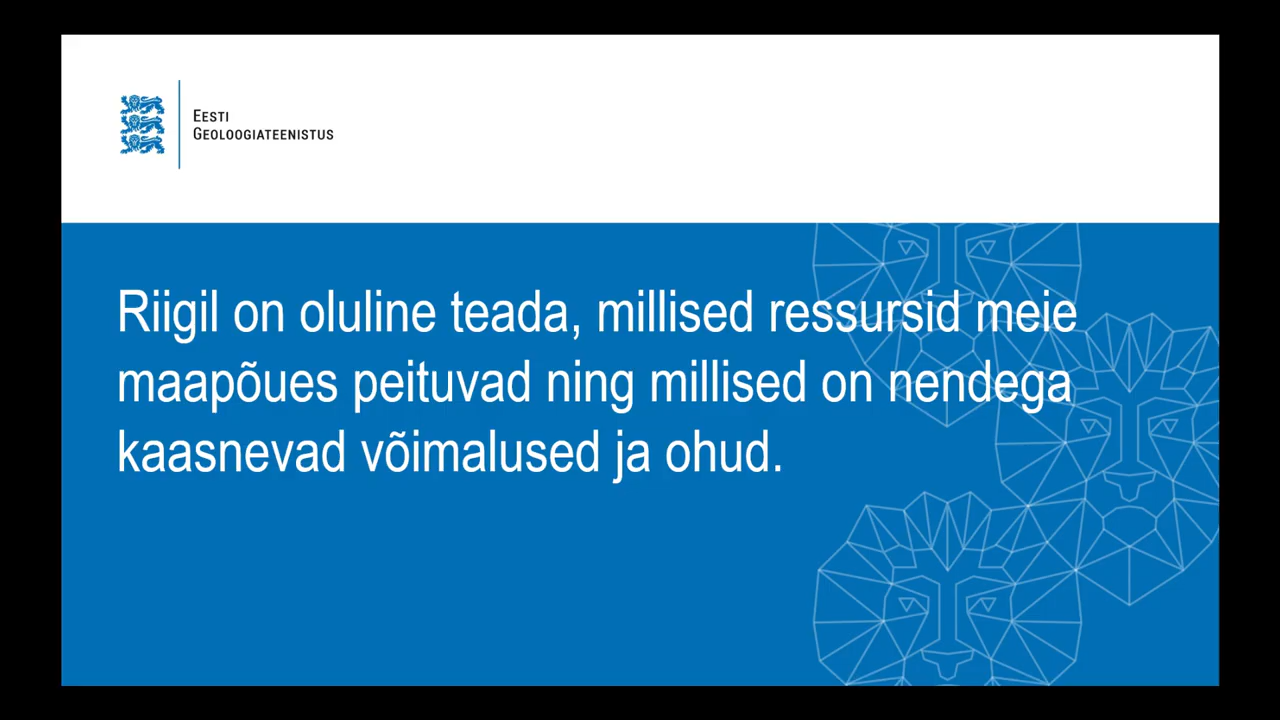 EESTI
GEOLOOGIATEENISTUS
Riigil on oluline teada, millised ressursid meie
maapõues peituvad ning millised on nendega
kaasnevad võimalused ja ohud.